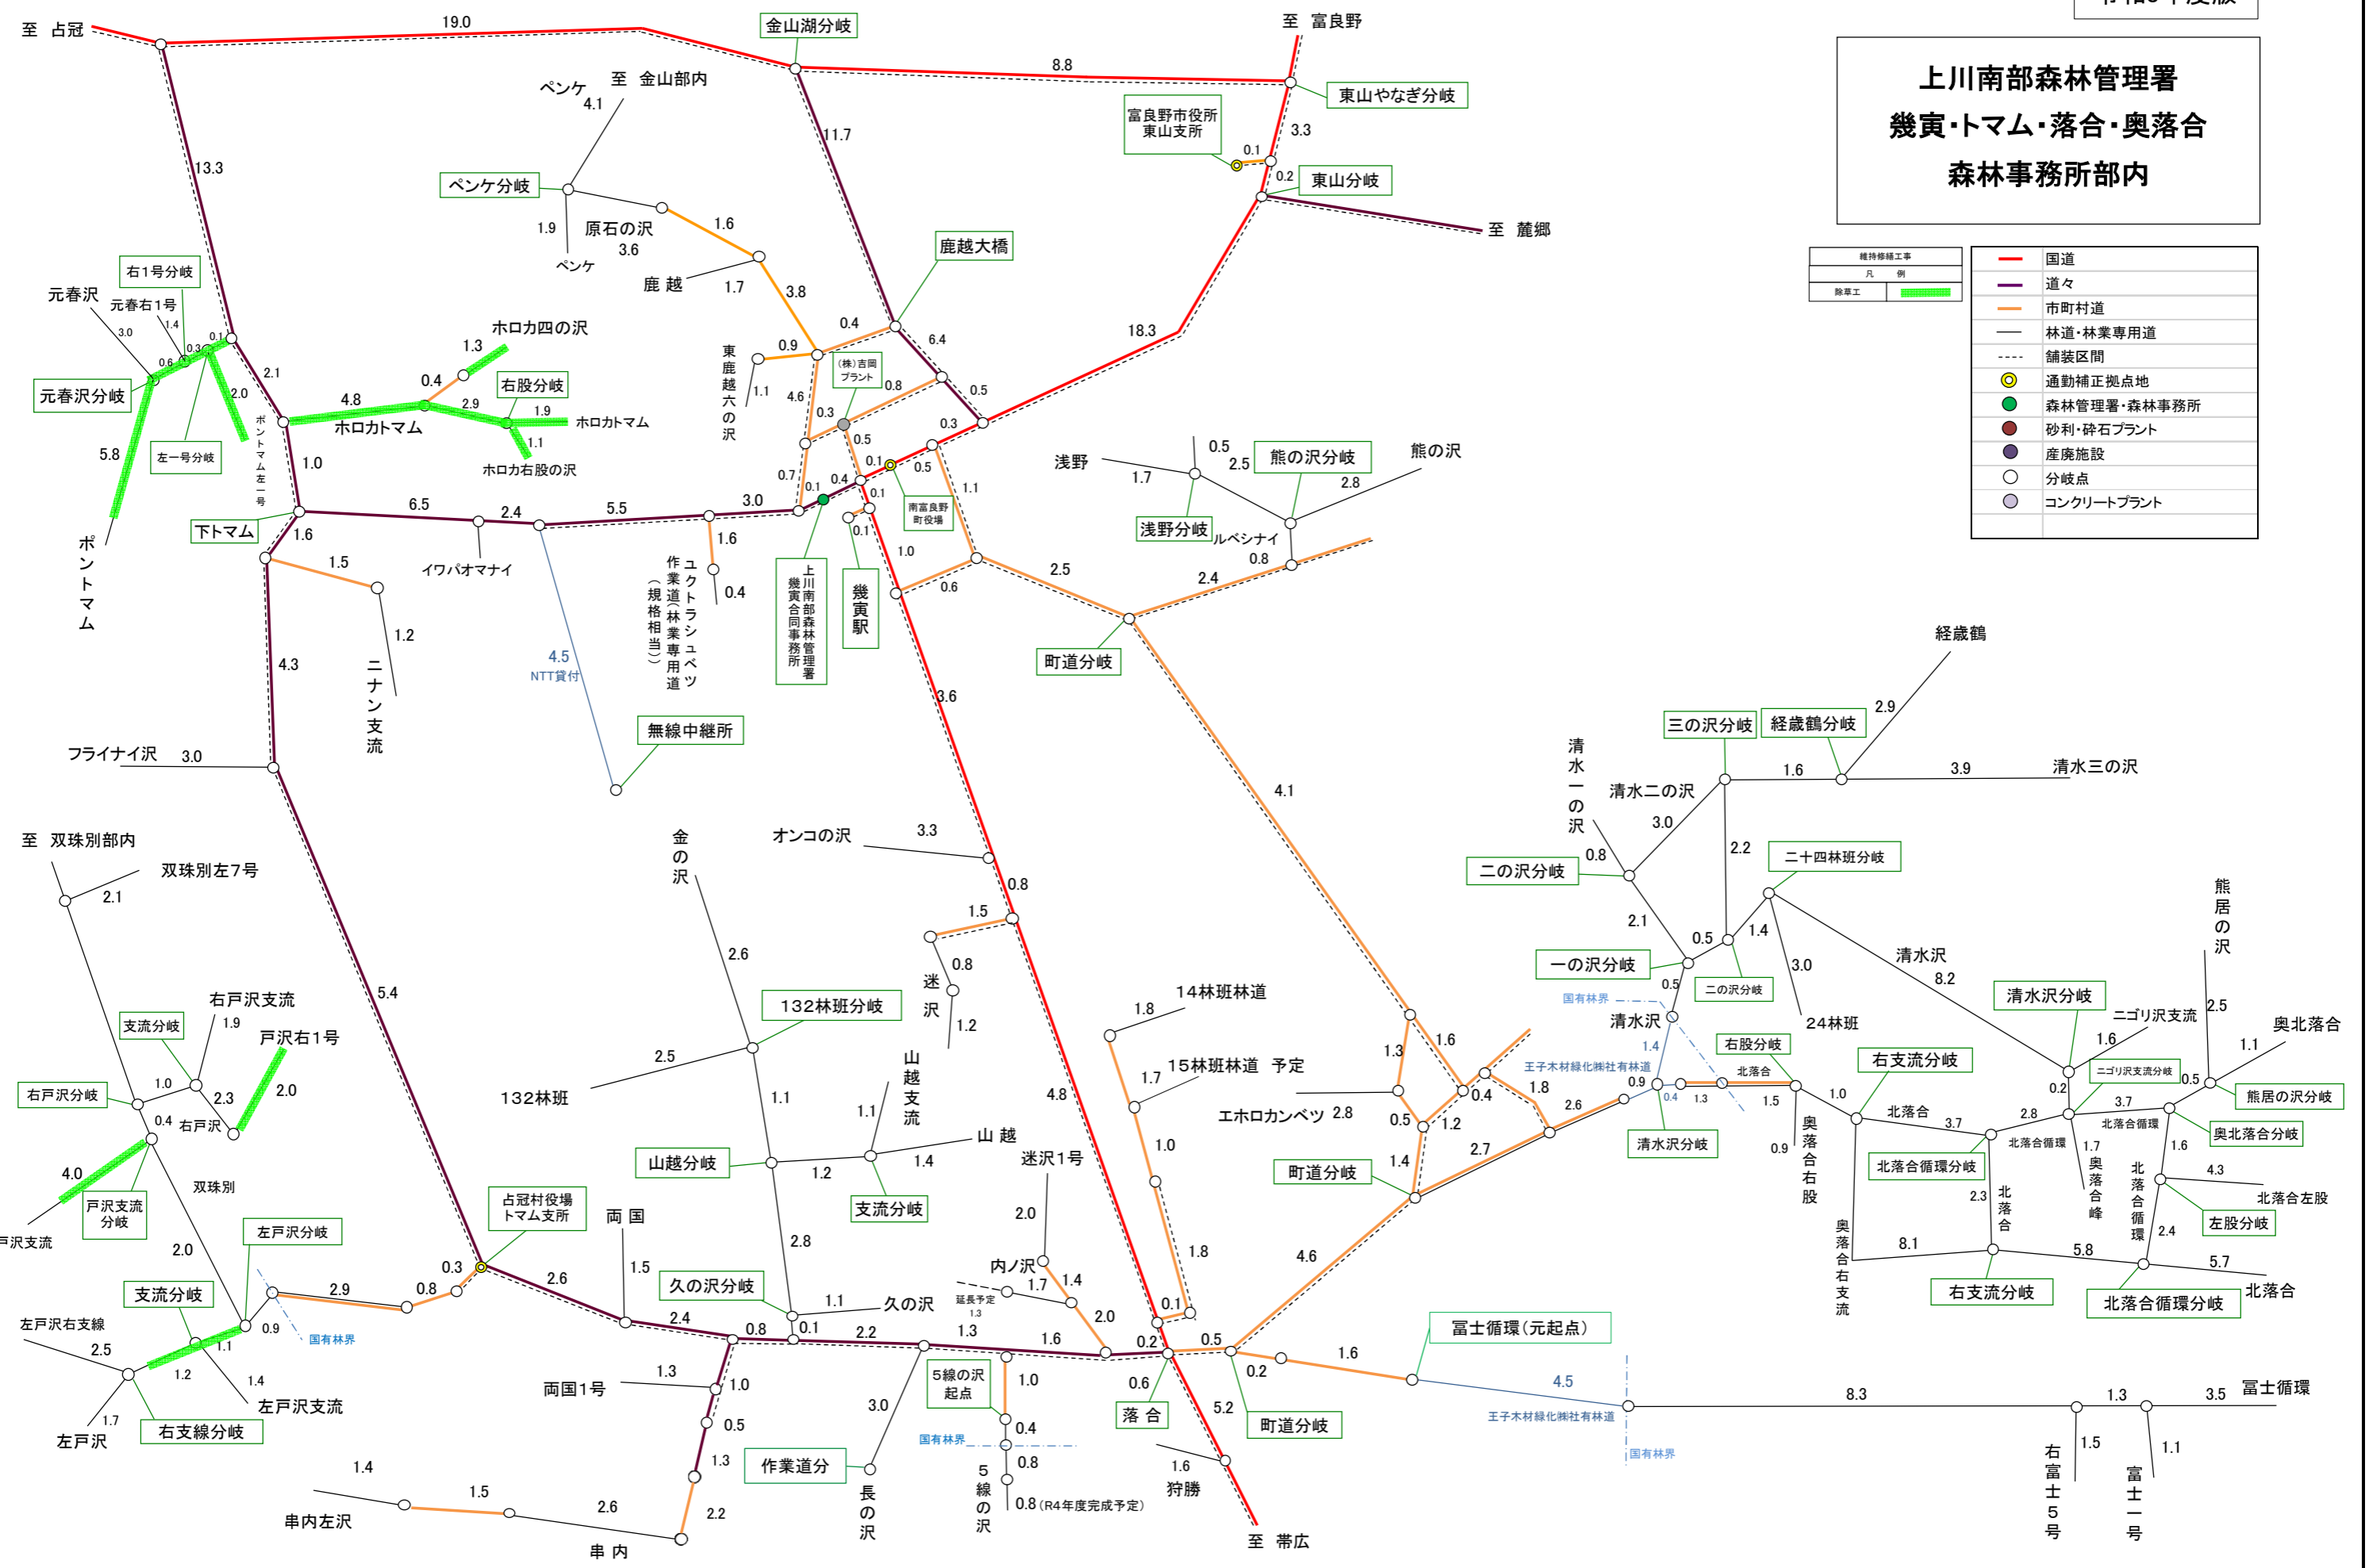 至 占冠
19.0
金山湖分岐
至 富良野
8.8
東山やなぎ分岐
上川南部森林管理署
幾寅・トマム・落合・奥落合
森林事務所部内
維持修繕工事
凡 例
除草工
国道
道々
市町村道
林道・林業専用道
舗装区間
通勤補正拠点地
森林管理署・森林事務所
砂利・砕石プラント
産廃施設
分岐点
コンクリートプラント
ペンケ
4.1
至 金山部内
11.7
富良野市役所
東山支所
0.1
3.3
0.2
東山分岐
至 麓郷
13.3
ペンケ分岐
1.9
ペンケ
原石の沢
3.6
1.6
鹿 越
1.7
3.8
鹿越大橋
18.3
右1号分岐
元春沢
元春右1号
3.0
1.4
0.6
0.3
0.1
元春沢分岐
左一号分岐
2.0
5.8
ポントマム
ポントマム左一号
2.1
4.8
ホロカトマム
0.4
1.3
ホロカ四の沢
右股分岐
2.9
1.9
ホロカトマム
1.1
ホロカ右股の沢
東鹿越六の沢
0.9
1.1
0.4
6.4
(株)吉岡
プラント
0.8
0.5
4.6
0.3
0.5
0.3
0.7
0.1
0.4
0.1
0.5
0.1
0.1
南富良野
町役場
1.0
下トマム
6.5
2.4
5.5
3.0
1.6
1.5
イワパオマナイ
1.6
0.4
ユクトラシュベツ
作業道(林業専用道
(規格相当))
上川南部森林管理署
幾寅合同事務所
幾寅駅
1.0
1.1
0.6
2.5
町道分岐
2.4
浅野
1.7
0.5
2.5
浅野分岐
熊の沢分岐
熊の沢
2.8
ルベシナイ
0.8
4.3
1.2
ニナン支流
4.5
NTT貸付
無線中継所
3.6
4.1
フライナイ沢
3.0
オンコの沢
3.3
0.8
1.5
0.8
迷沢
1.2
4.8
経歳鶴
2.9
三の沢分岐
経歳鶴分岐
1.6
3.9
清水三の沢
清水一の沢
0.8
清水二の沢
3.0
2.2
二の沢分岐
二十四林班分岐
2.1
0.5
1.4
一の沢分岐
二の沢分岐
3.0
24林班
清水沢
8.2
0.5
国有林界
清水沢
1.4
王子木材緑化㈱社有林道
至 双珠別部内
双珠別左7号
2.1
5.4
金の沢
2.6
132林班分岐
2.5
132林班
1.1
山越支流
1.1
山 越
1.4
1.2
山越分岐
支流分岐
2.8
右戸沢支流
1.9
支流分岐
1.0
2.3
右戸沢
戸沢右1号
2.0
右戸沢分岐
0.4
4.0
戸沢支流
分岐
戸沢支流
双珠別
2.0
左戸沢分岐
占冠村役場
トマム支所
0.3
0.8
2.9
0.9
国有林界
支流分岐
左戸沢右支線
2.5
1.1
1.2
1.4
左戸沢支流
1.7
左戸沢
右支線分岐
2.6
両 国
1.5
2.4
0.8
久の沢分岐
1.1
久の沢
0.1
2.2
1.3
1.6
両国1号
1.3
1.0
0.5
1.3
2.2
串 内
2.6
1.5
1.4
串内左沢
作業道分
3.0
長の沢
5線の沢
起点
1.0
0.4
国有林界
0.8
0.8
(R4年度完成予定)
5線の沢
14林班林道
1.8
15林班林道 予定
1.7
1.0
1.8
0.1
迷沢1号
2.0
内ノ沢
1.7
1.4
延長予定
1.3
2.0
0.2
0.5
0.6
落 合
5.2
1.6
狩勝
至 帯広
0.2
町道分岐
1.6
冨士循環(元起点)
4.5
王子木材緑化㈱社有林道
国有林界
8.3
1.3
3.5
冨士循環
1.5
右富士5号
1.1
富士一号
4.6
町道分岐
1.3
1.6
エホロカンベツ
2.8
0.5
1.2
0.4
1.4
1.8
2.7
2.6
0.9
0.4
1.3
北落合
1.5
清水沢分岐
右股分岐
0.9
奥落合右股
1.0
右支流分岐
北落合
3.7
北落合循環分岐
奥落合右支流
8.1
2.3
北落合
右支流分岐
5.8
北落合循環分岐
5.7
北落合
2.4
北落合循環
1.6
4.3
北落合左股
左股分岐
2.8
北落合循環
3.7
北落合循環
1.7
奥落合峰
0.2
清水沢分岐
1.6
ニゴリ沢支流
ニゴリ沢支流分岐
熊居の沢
2.5
1.1
奥北落合
0.5
熊居の沢分岐
奥北落合分岐